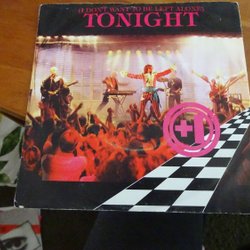 (I DON'T WANT TO BE LEFT ALONE)
TONIGHT
+1